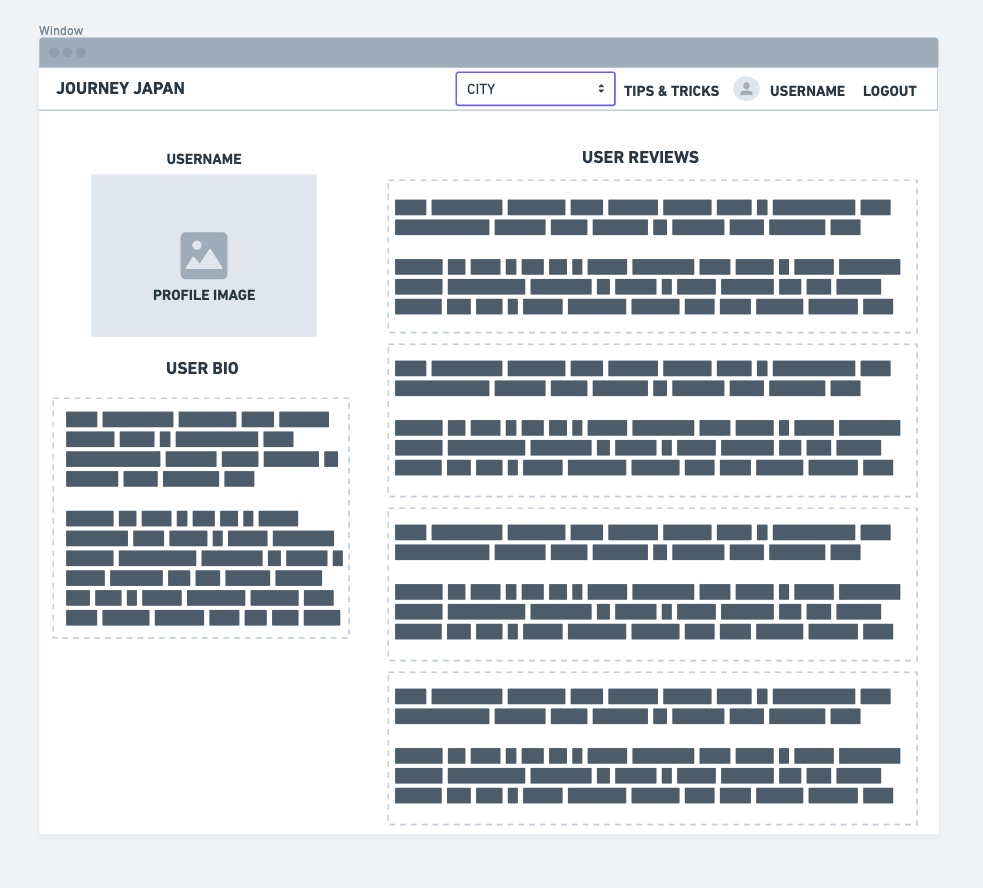 Window
JOURNEY JAPAN
CITY
TIPS & TRICKS
USERNAME
LOGOUT
USERNAME
PROFILE IMAGE
USER BIO
USER REVIEWS